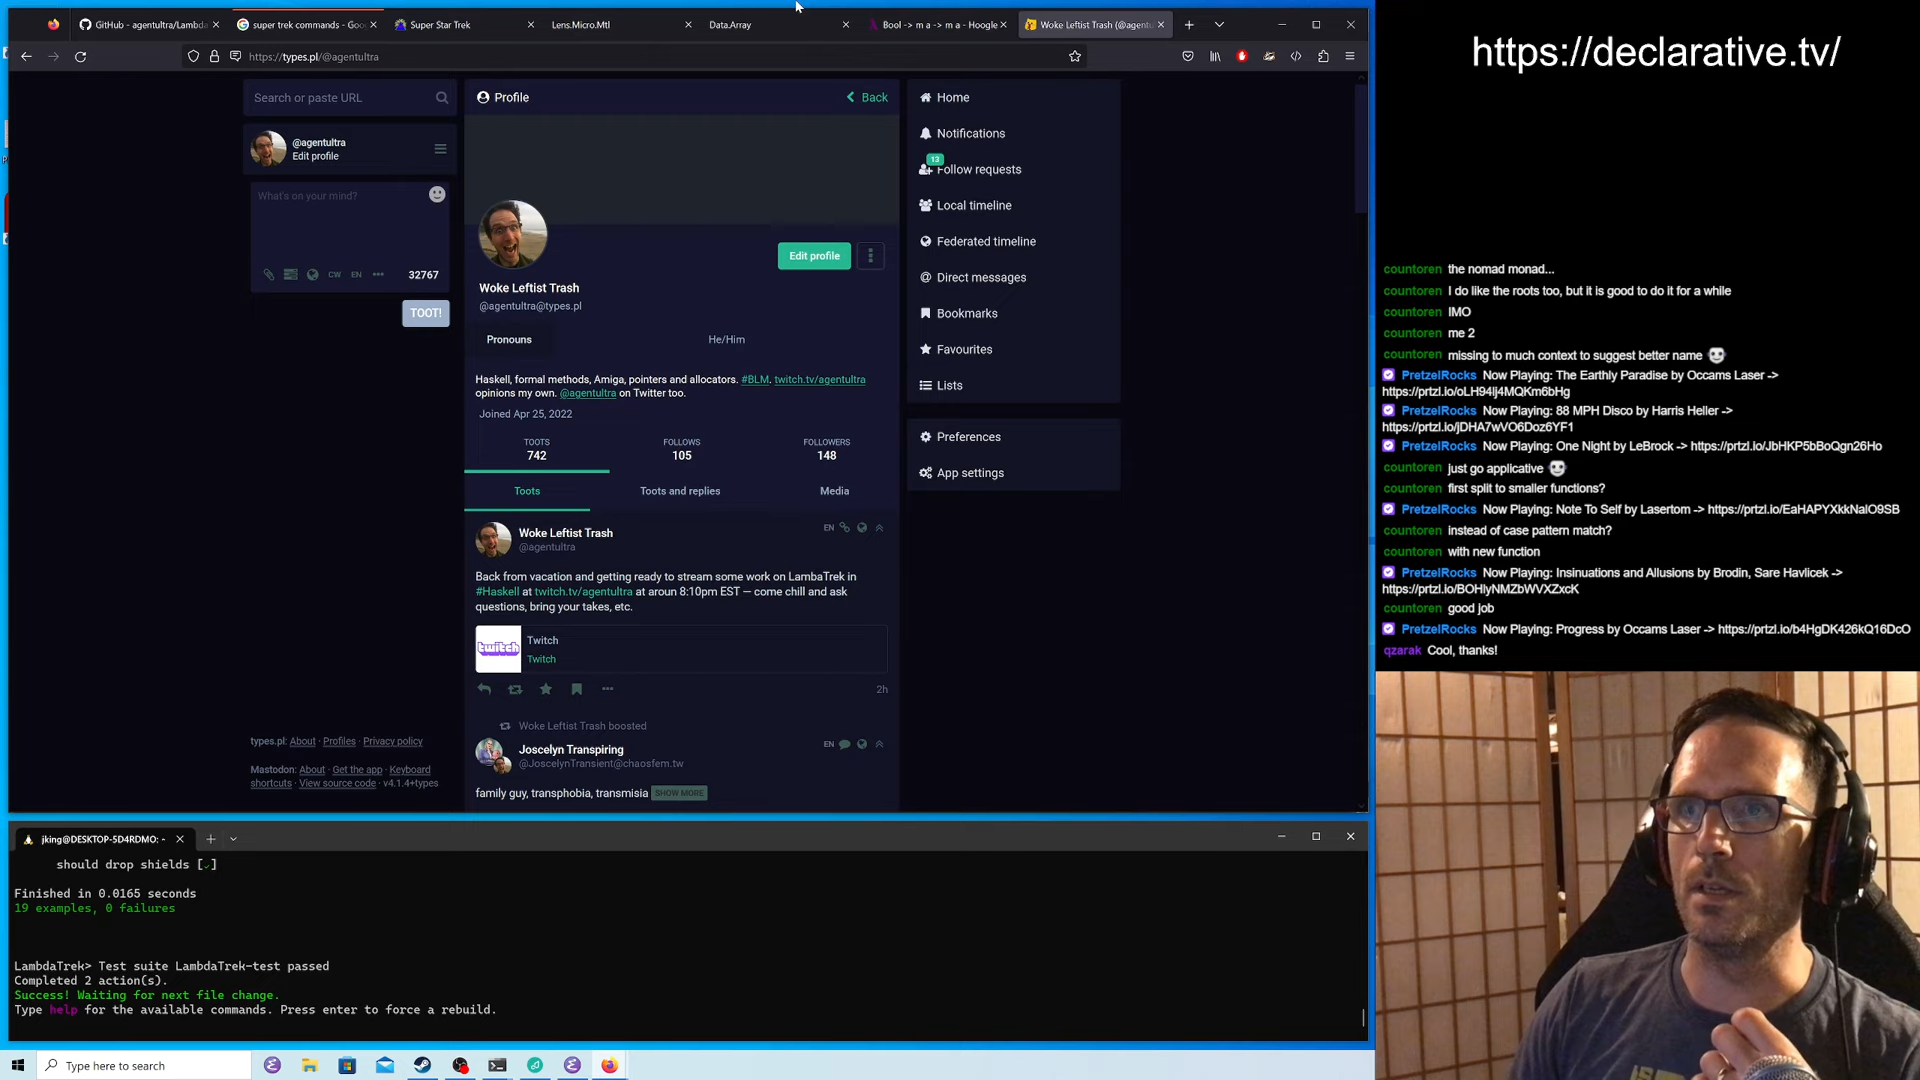 GitHub - agentultra/Lambd
super trek commands - Goo
Super Star Trek
Lens.Micro.Mtl
Data.Array
Bool -> m a -> m a - Hoogle
Woke Leftist Trash (@agentu
https://types.pl/@agentultra
https://declarative.tv/
Search or paste URL
@agentultra
Edit profile
What's on your mind?
CW
EN
32767
TOOT!
Profile
Back
Edit profile
Woke Leftist Trash
@agentultra@types.pl
Pronouns
He/Him
Haskell, formal methods, Amiga, pointers and allocators. #BLM. twitch.tv/agentultra
opinions my own. @agentultra on Twitter too.
Joined Apr 25, 2022
TOOTS
742
FOLLOWS
105
FOLLOWERS
148
Toots
Toots and replies
Media
Woke Leftist Trash
@agentultra
EN
Back from vacation and getting ready to stream some work on LambaTrek in
#Haskell at twitch.tv/agentultra at aroun 8:10pm EST — come chill and ask
questions, bring your takes, etc.
twitch
Twitch
Twitch
2h
Woke Leftist Trash boosted
Joscelyn Transpiring
@JoscelynTransient@chaosfem.tw
EN
family guy, transphobia, transmisia SHOW MORE
Home
Notifications
13
Follow requests
Local timeline
Federated timeline
Direct messages
Bookmarks
Favourites
Lists
Preferences
App settings
types.pl: About · Profiles · Privacy policy
Mastodon: About · Get the app · Keyboard
shortcuts · View source code · v4.1.4+types
countoren the nomad monad...
countoren I do like the roots too, but it is good to do it for a while
countoren IMO
countoren me 2
countoren missing to much context to suggest better name
PretzelRocks Now Playing: The Earthly Paradise by Occams Laser ->
https://prtzl.io/oLH94lj4MQKm6bHg
PretzelRocks Now Playing: 88 MPH Disco by Harris Heller ->
https://prtzl.io/jDHA7wVO6Doz6YF1
PretzelRocks Now Playing: One Night by LeBrock -> https://prtzl.io/JbHKP5bBoQgn26Ho
countoren just go applicative
countoren first split to smaller functions?
PretzelRocks Now Playing: Note To Self by Lasertom -> https://prtzl.io/EaHAPYXkkNalO9SB
countoren instead of case pattern match?
countoren with new function
PretzelRocks Now Playing: Insinuations and Allusions by Brodin, Sare Havlicek ->
https://prtzl.io/BOHlyNMZbWVXZxcK
countoren good job
PretzelRocks Now Playing: Progress by Occams Laser -> https://prtzl.io/b4HgDK426kQ16DcO
qzarak Cool, thanks!
jking@DESKTOP-5D4RDMO: ~
should drop shields [✓]
Finished in 0.0165 seconds
19 examples, 0 failures
LambdaTrek> Test suite LambdaTrek-test passed
Completed 2 action(s).
Success! Waiting for next file change.
Type help for the available commands. Press enter to force a rebuild.
Type here to search